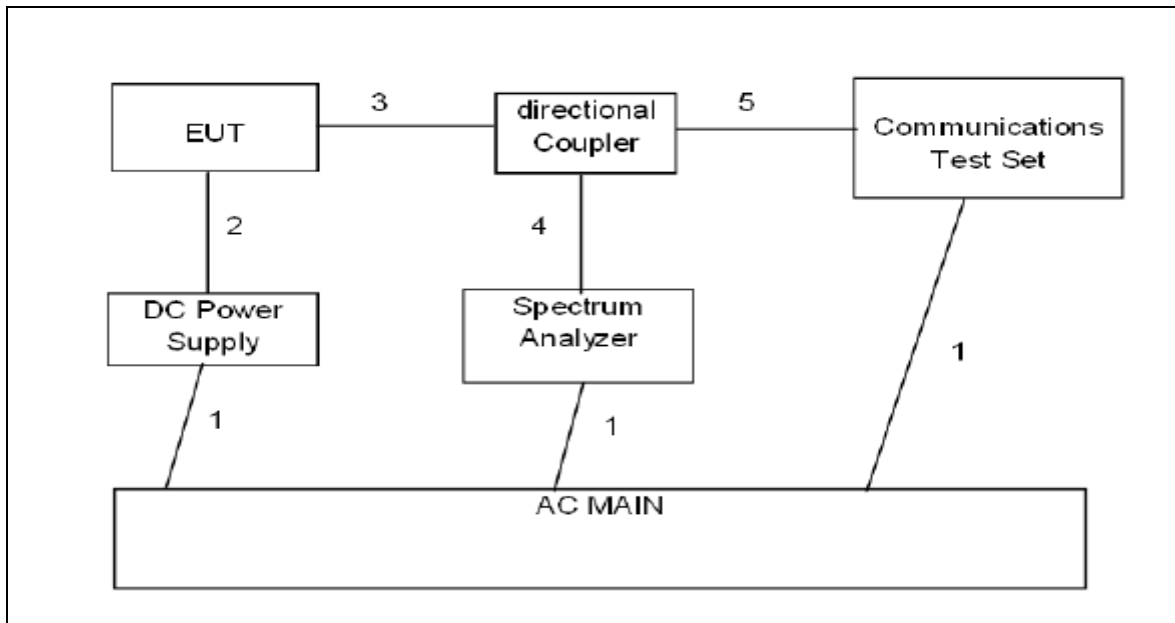 EUT
3
directional
Coupler
5
Communications
Test Set
2
4
DC Power
Supply
Spectrum
Analyzer
1
1
1
AC MAIN